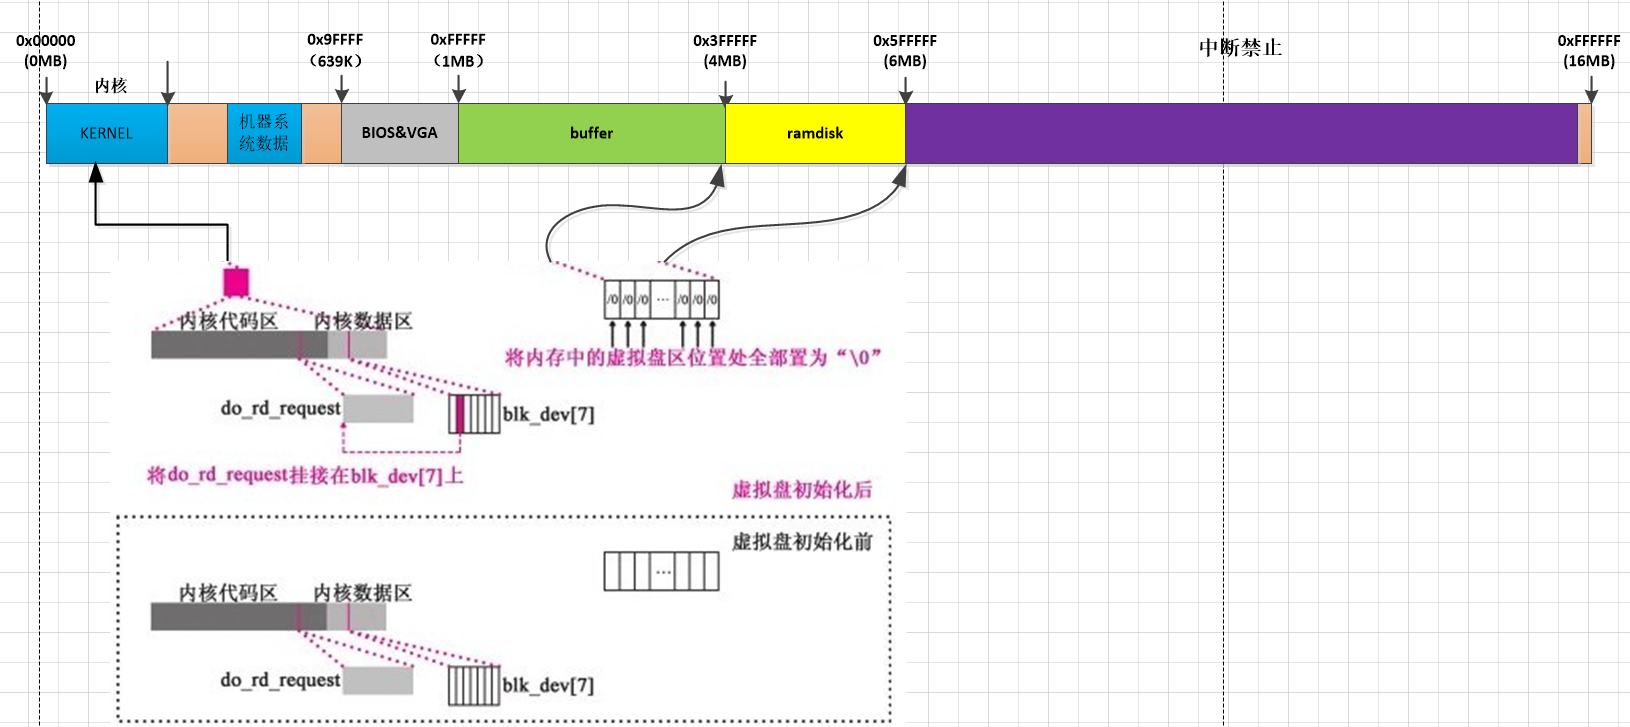 0x00000
(0MB)
内核
0x9FFFF
（639K）
0xFFFFF
(1MB)
0x3FFFFF
(4MB)
0x5FFFFF
(6MB)
中断禁止
0xFFFFFF
(16MB)
KERNEL
机器系
统数据
BIOS&VGA
buffer
ramdisk
内核代码区
内核数据区
/0 /0 /0 ··· /0 /0 /0
将内存中的虚拟盘区位置处全部置为“\0”
do_rd_request
blk_dev[7]
将do_rd_request挂接在blk_dev[7]上
虚拟盘初始化后
虚拟盘初始化前
···
内核代码区
内核数据区
do_rd_request
blk_dev[7]